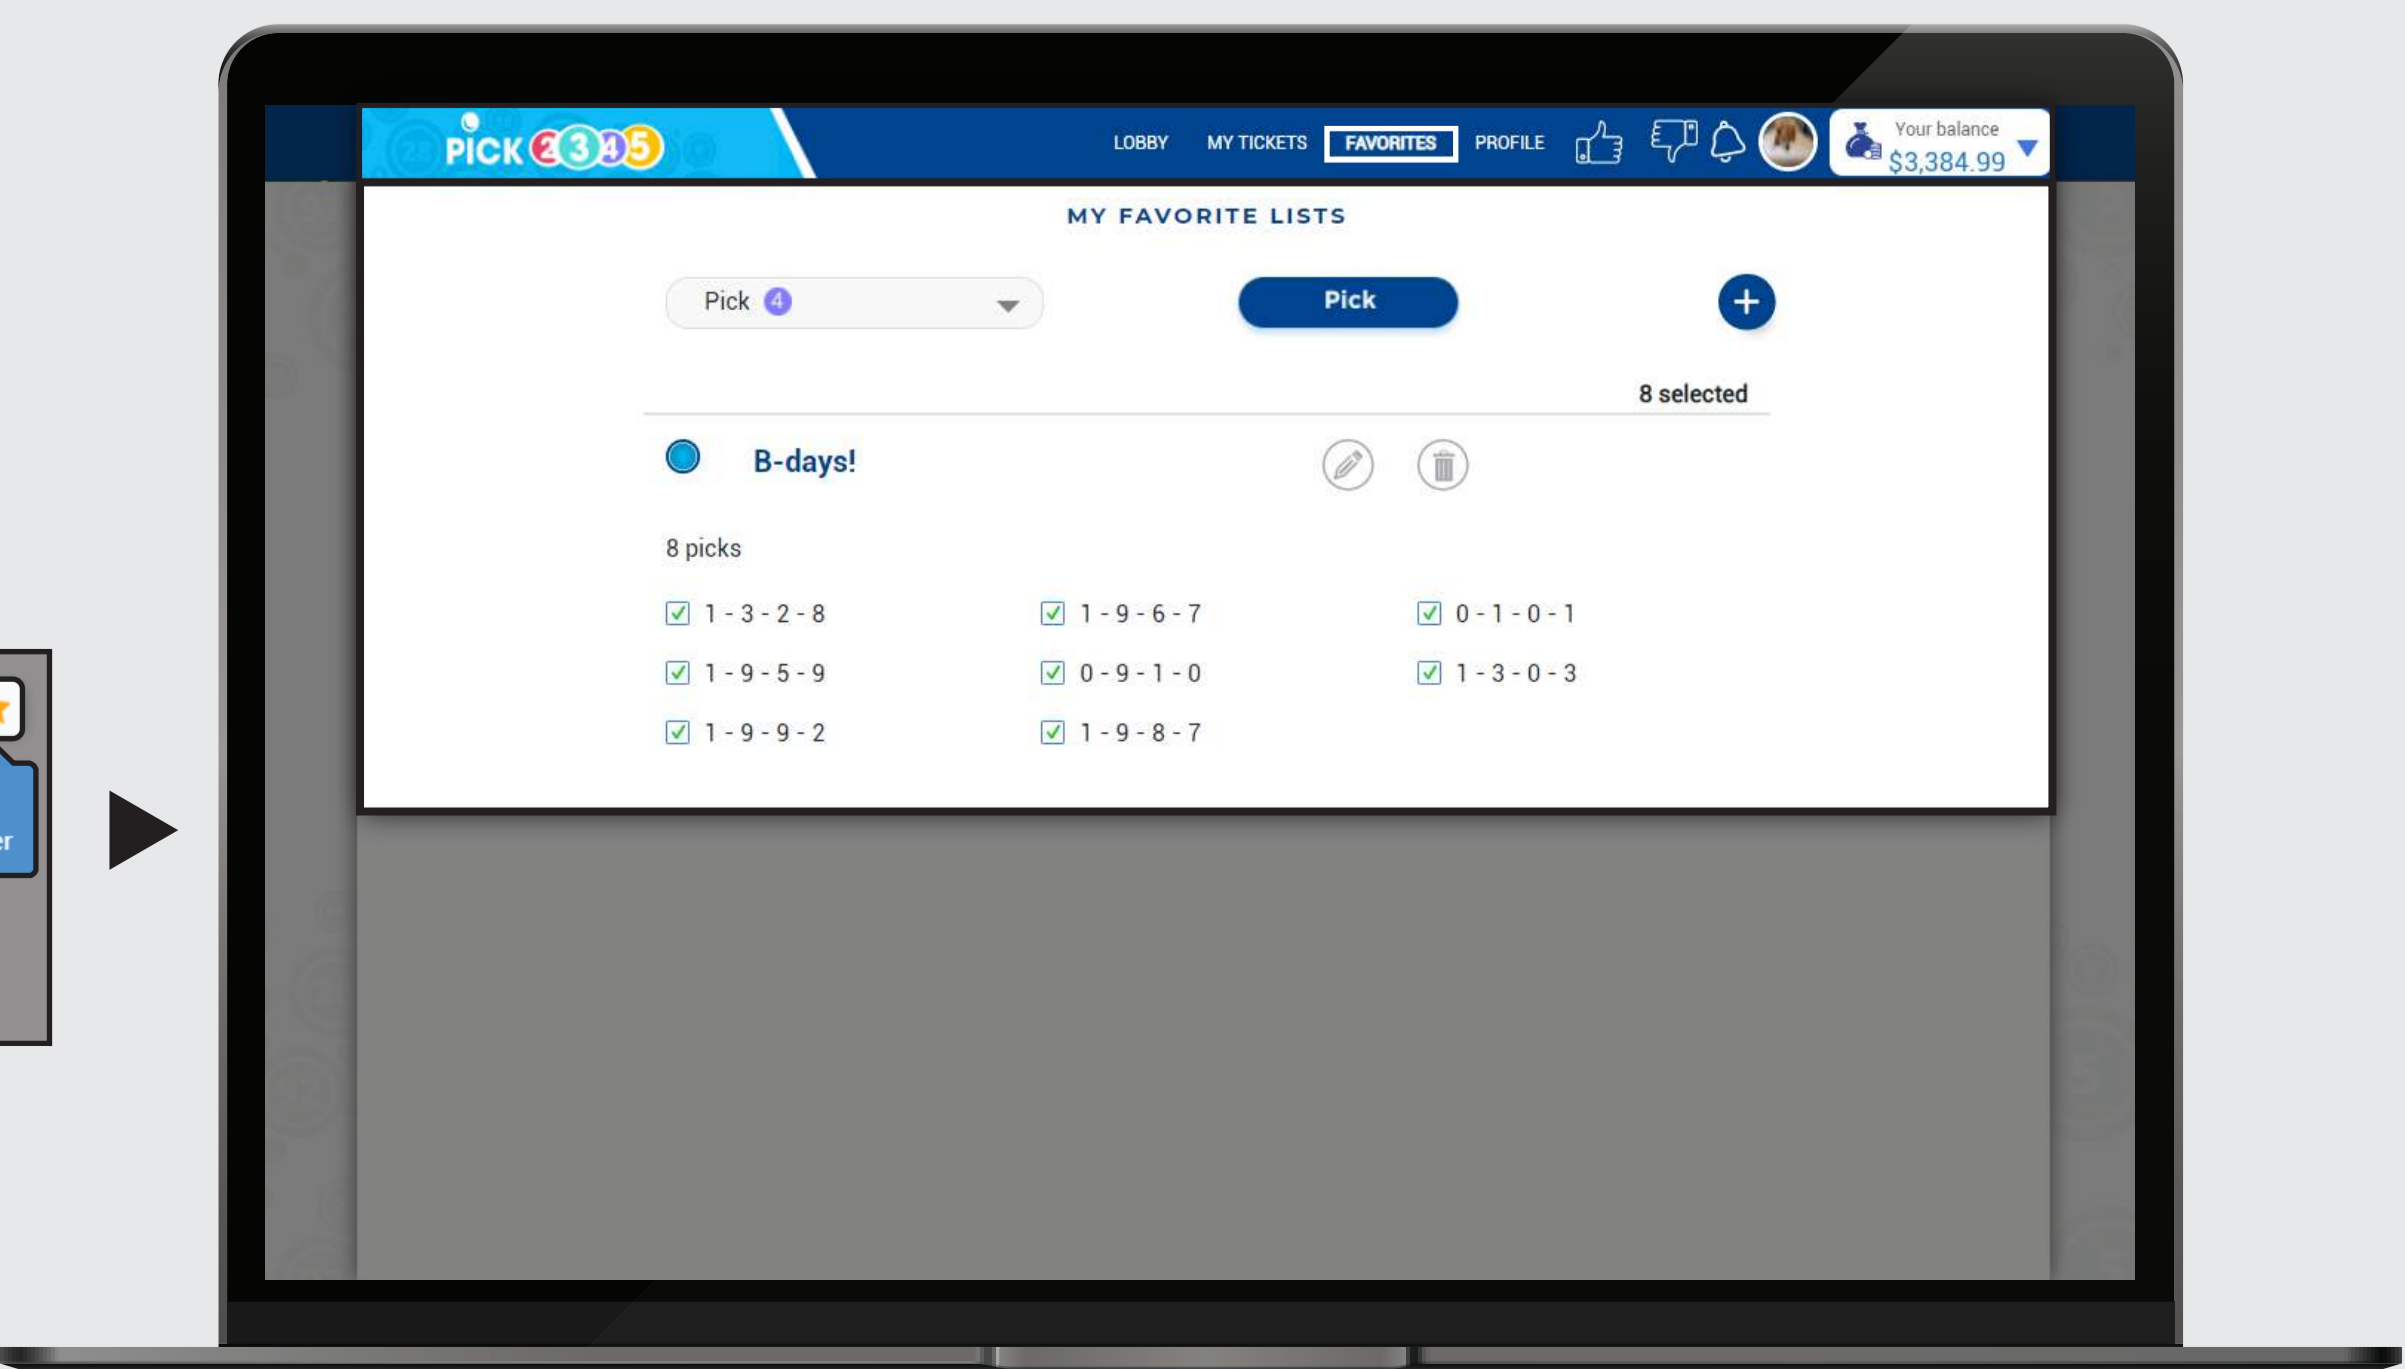 PiCK 2345
LOBBY MY TICKETS FAVORITES PROFILE
Your balance
$3,384.99
MY FAVORITE LISTS
Pick 4
Pick
+
8 selected
B-days!
8 picks
1 - 3 - 2 - 8
1 - 9 - 6 - 7
0 - 1 - 0 - 1
1 - 9 - 5 - 9
0 - 9 - 1 - 0
1 - 3 - 0 - 3
1 - 9 - 9 - 2
1 - 9 - 8 - 7